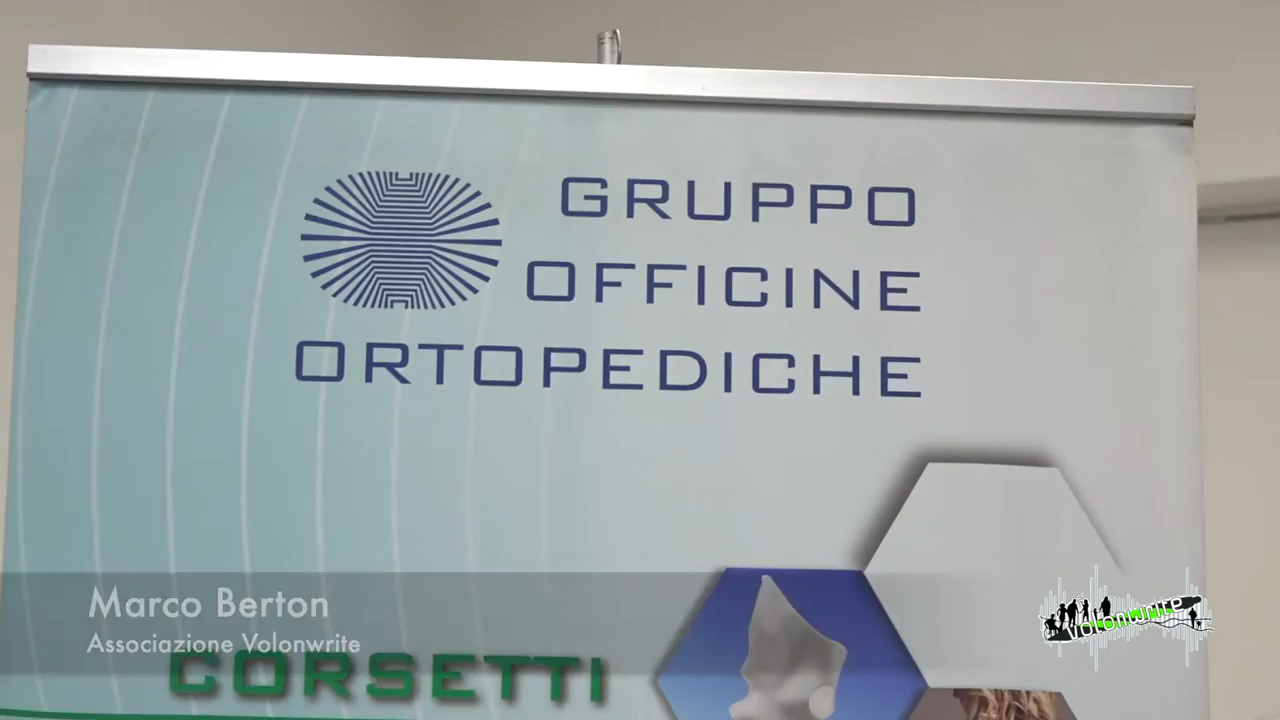 GRUPPO
OFFICINE
ORTOPEDICHE
Marco Berton
Associazione Volonwrite
volonwrite
CORSETTI